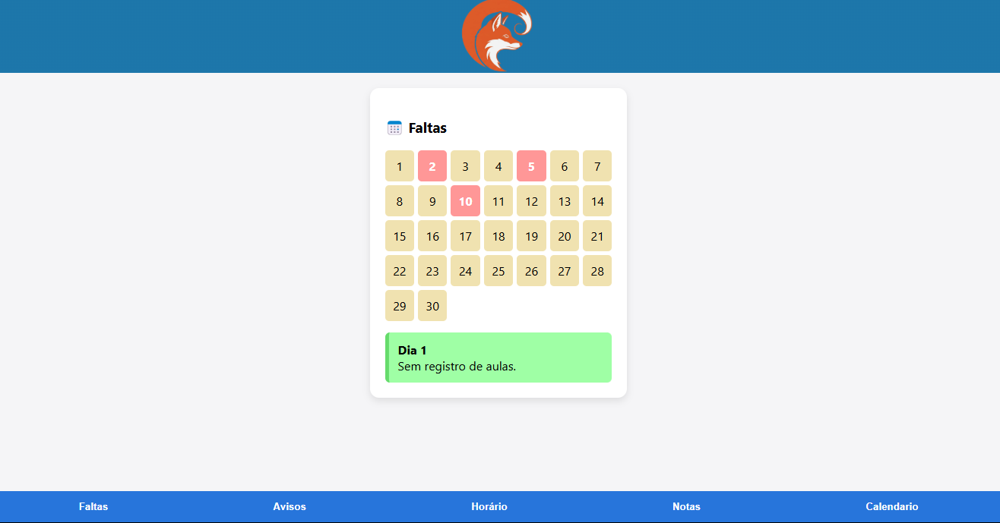 Faltas
1 2 3 4 5 6 7
8 9 10 11 12 13 14
15 16 17 18 19 20 21
22 23 24 25 26 27 28
29 30
Dia 1
Sem registro de aulas.
Faltas Avisos Horário Notas Calendario